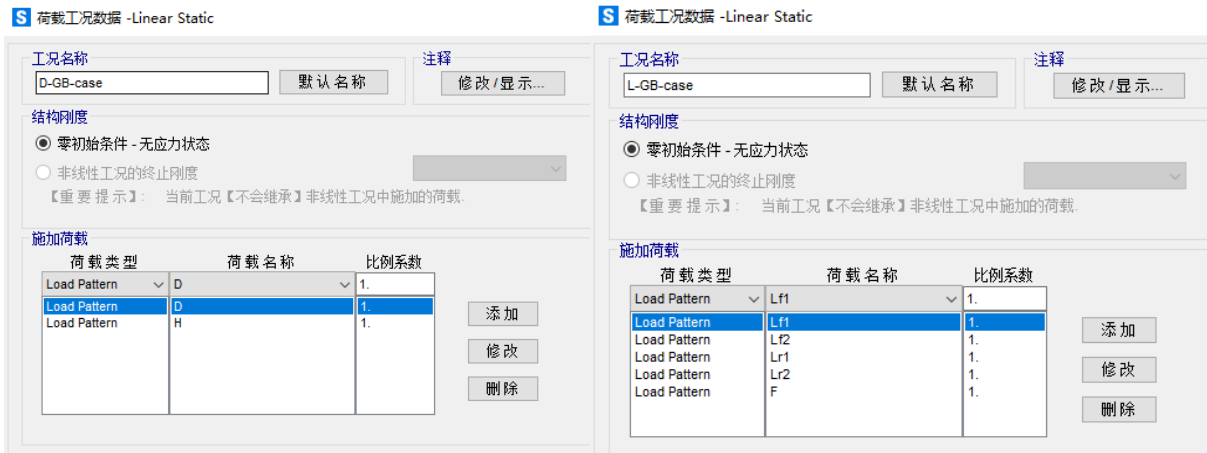 S 荷载工况数据 -Linear Static
工况名称
注释
D-GB-case
默认名称
修改/显示...
结构刚度
零初始条件 - 无应力状态
非线性工况的终止刚度
【重要提示】： 当前工况【不会继承】非线性工况中施加的荷载.
施加荷载
荷载类型 荷载名称 比例系数
Load Pattern D 1.
Load Pattern D 1.
Load Pattern H 1.
添加
修改
删除
S 荷载工况数据 -Linear Static
工况名称
注释
L-GB-case
默认名称
修改/显示...
结构刚度
零初始条件 - 无应力状态
非线性工况的终止刚度
【重要提示】： 当前工况【不会继承】非线性工况中施加的荷载.
施加荷载
荷载类型 荷载名称 比例系数
Load Pattern Lf1 1.
Load Pattern Lf1 1.
Load Pattern Lf2 1.
Load Pattern Lr1 1.
Load Pattern Lr2 1.
Load Pattern F 1.
添加
修改
删除